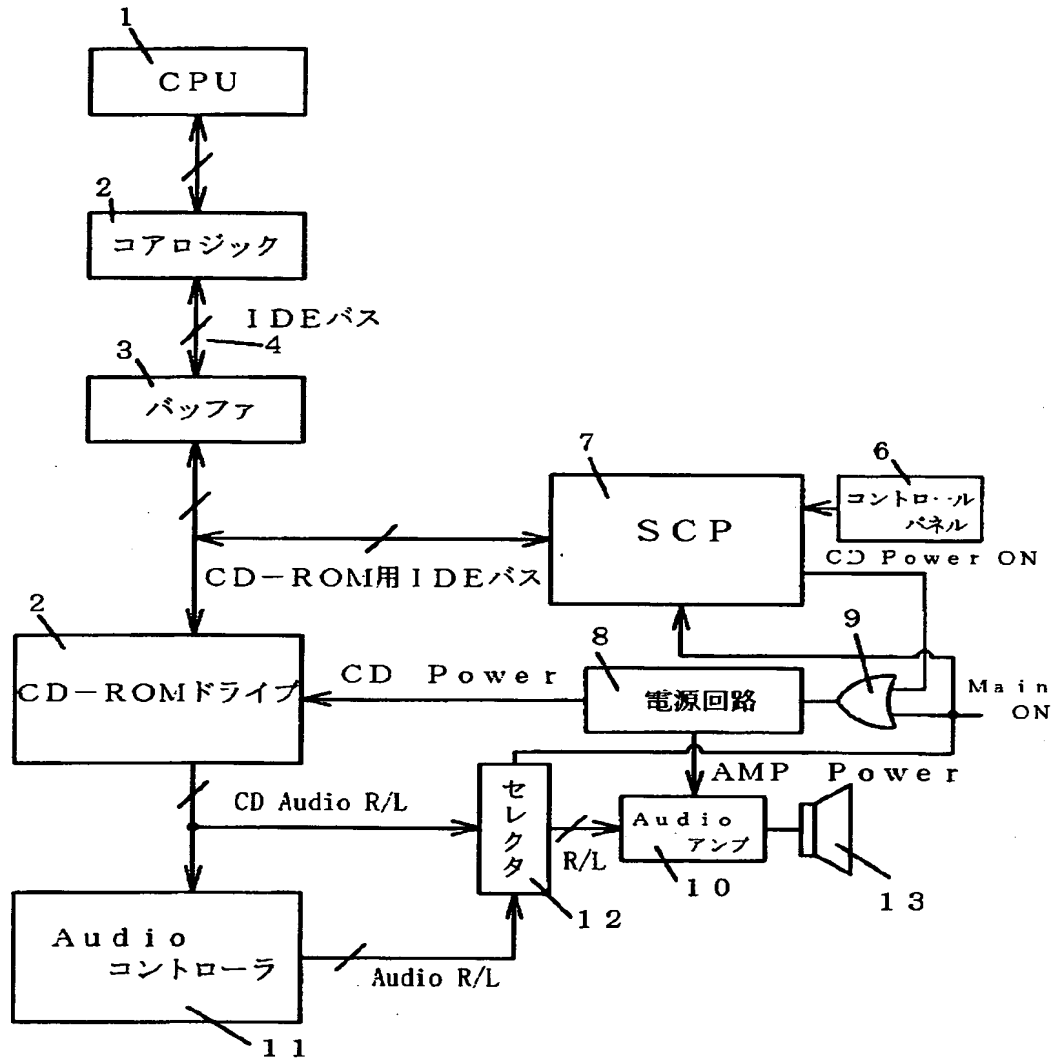 1
CPU
2
コアロジック
IDEバス
4
3
バッファ
7
SCP
6
コントロール
パネル
CD Power ON
CD-ROM用IDEバス
2
CD-ROMドライブ
CD Power
8
電源回路
9
Main
ON
AMP Power
CD Audio R/L
セレクタ
R/L
Audio
アンプ
10
12
13
Audio
コントローラ
Audio R/L
11